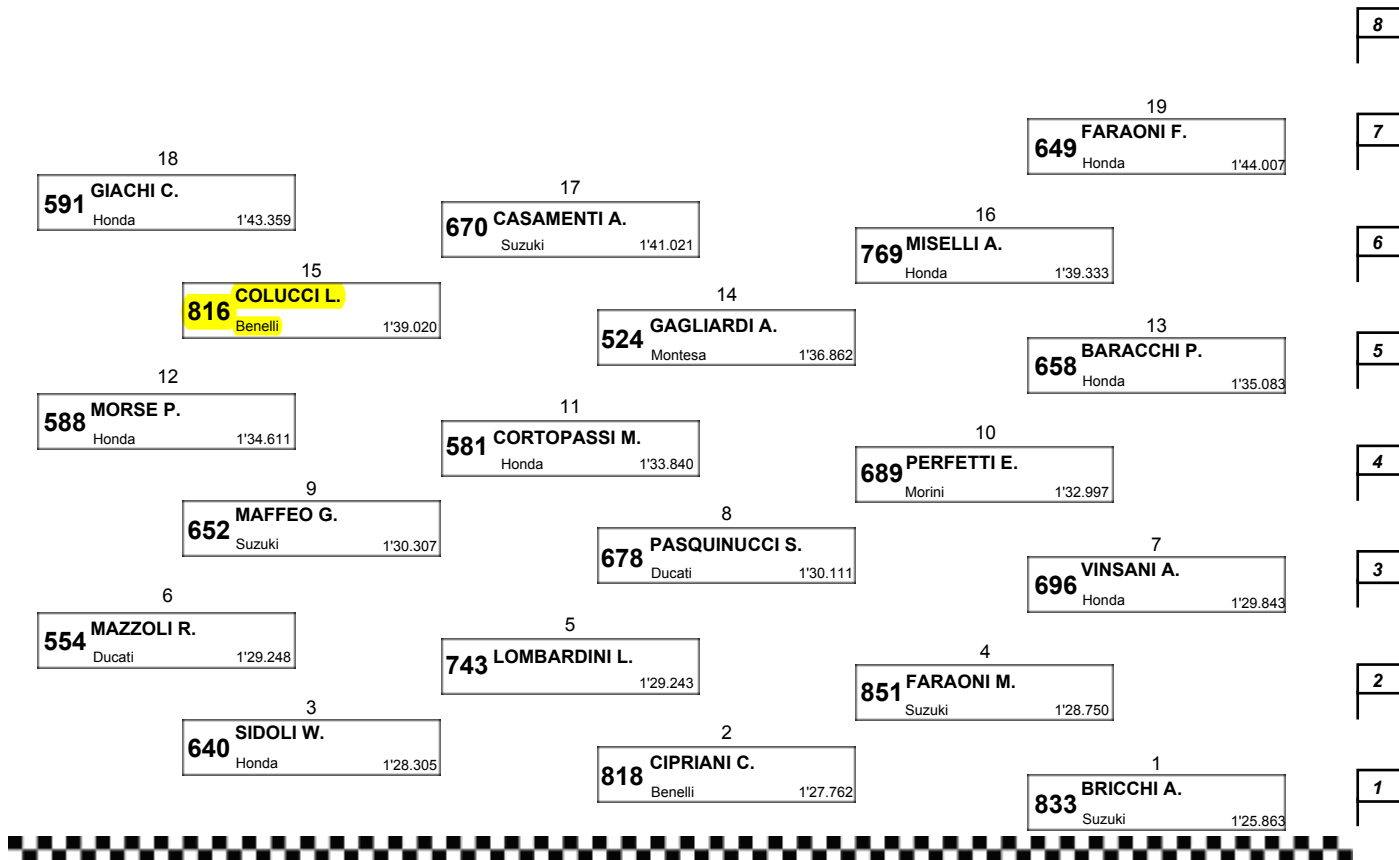 8
19
649 FARAONI F.
Honda 1'44.007
7
18
591 GIACHI C.
Honda 1'43.359
17
670 CASAMENTI A.
Suzuki 1'41.021
16
769 MISELLI A.
Honda 1'39.333
6
15
816 COLUCCI L.
Benelli 1'39.020
14
524 GAGLIARDI A.
Montesa 1'36.862
13
658 BARACCHI P.
Honda 1'35.083
5
12
588 MORSE P.
Honda 1'34.611
11
581 CORTOPASSI M.
Honda 1'33.840
10
689 PERFETTI E.
Morini 1'32.997
4
9
652 MAFFEO G.
Suzuki 1'30.307
8
678 PASQUINUCCI S.
Ducati 1'30.111
7
696 VINSANI A.
Honda 1'29.843
3
6
554 MAZZOLI R.
Ducati 1'29.248
5
743 LOMBARDINI L.
1'29.243
4
851 FARAONI M.
Suzuki 1'28.750
2
3
640 SIDOLI W.
Honda 1'28.305
2
818 CIPRIANI C.
Benelli 1'27.762
1
833 BRICCHI A.
Suzuki 1'25.863
1